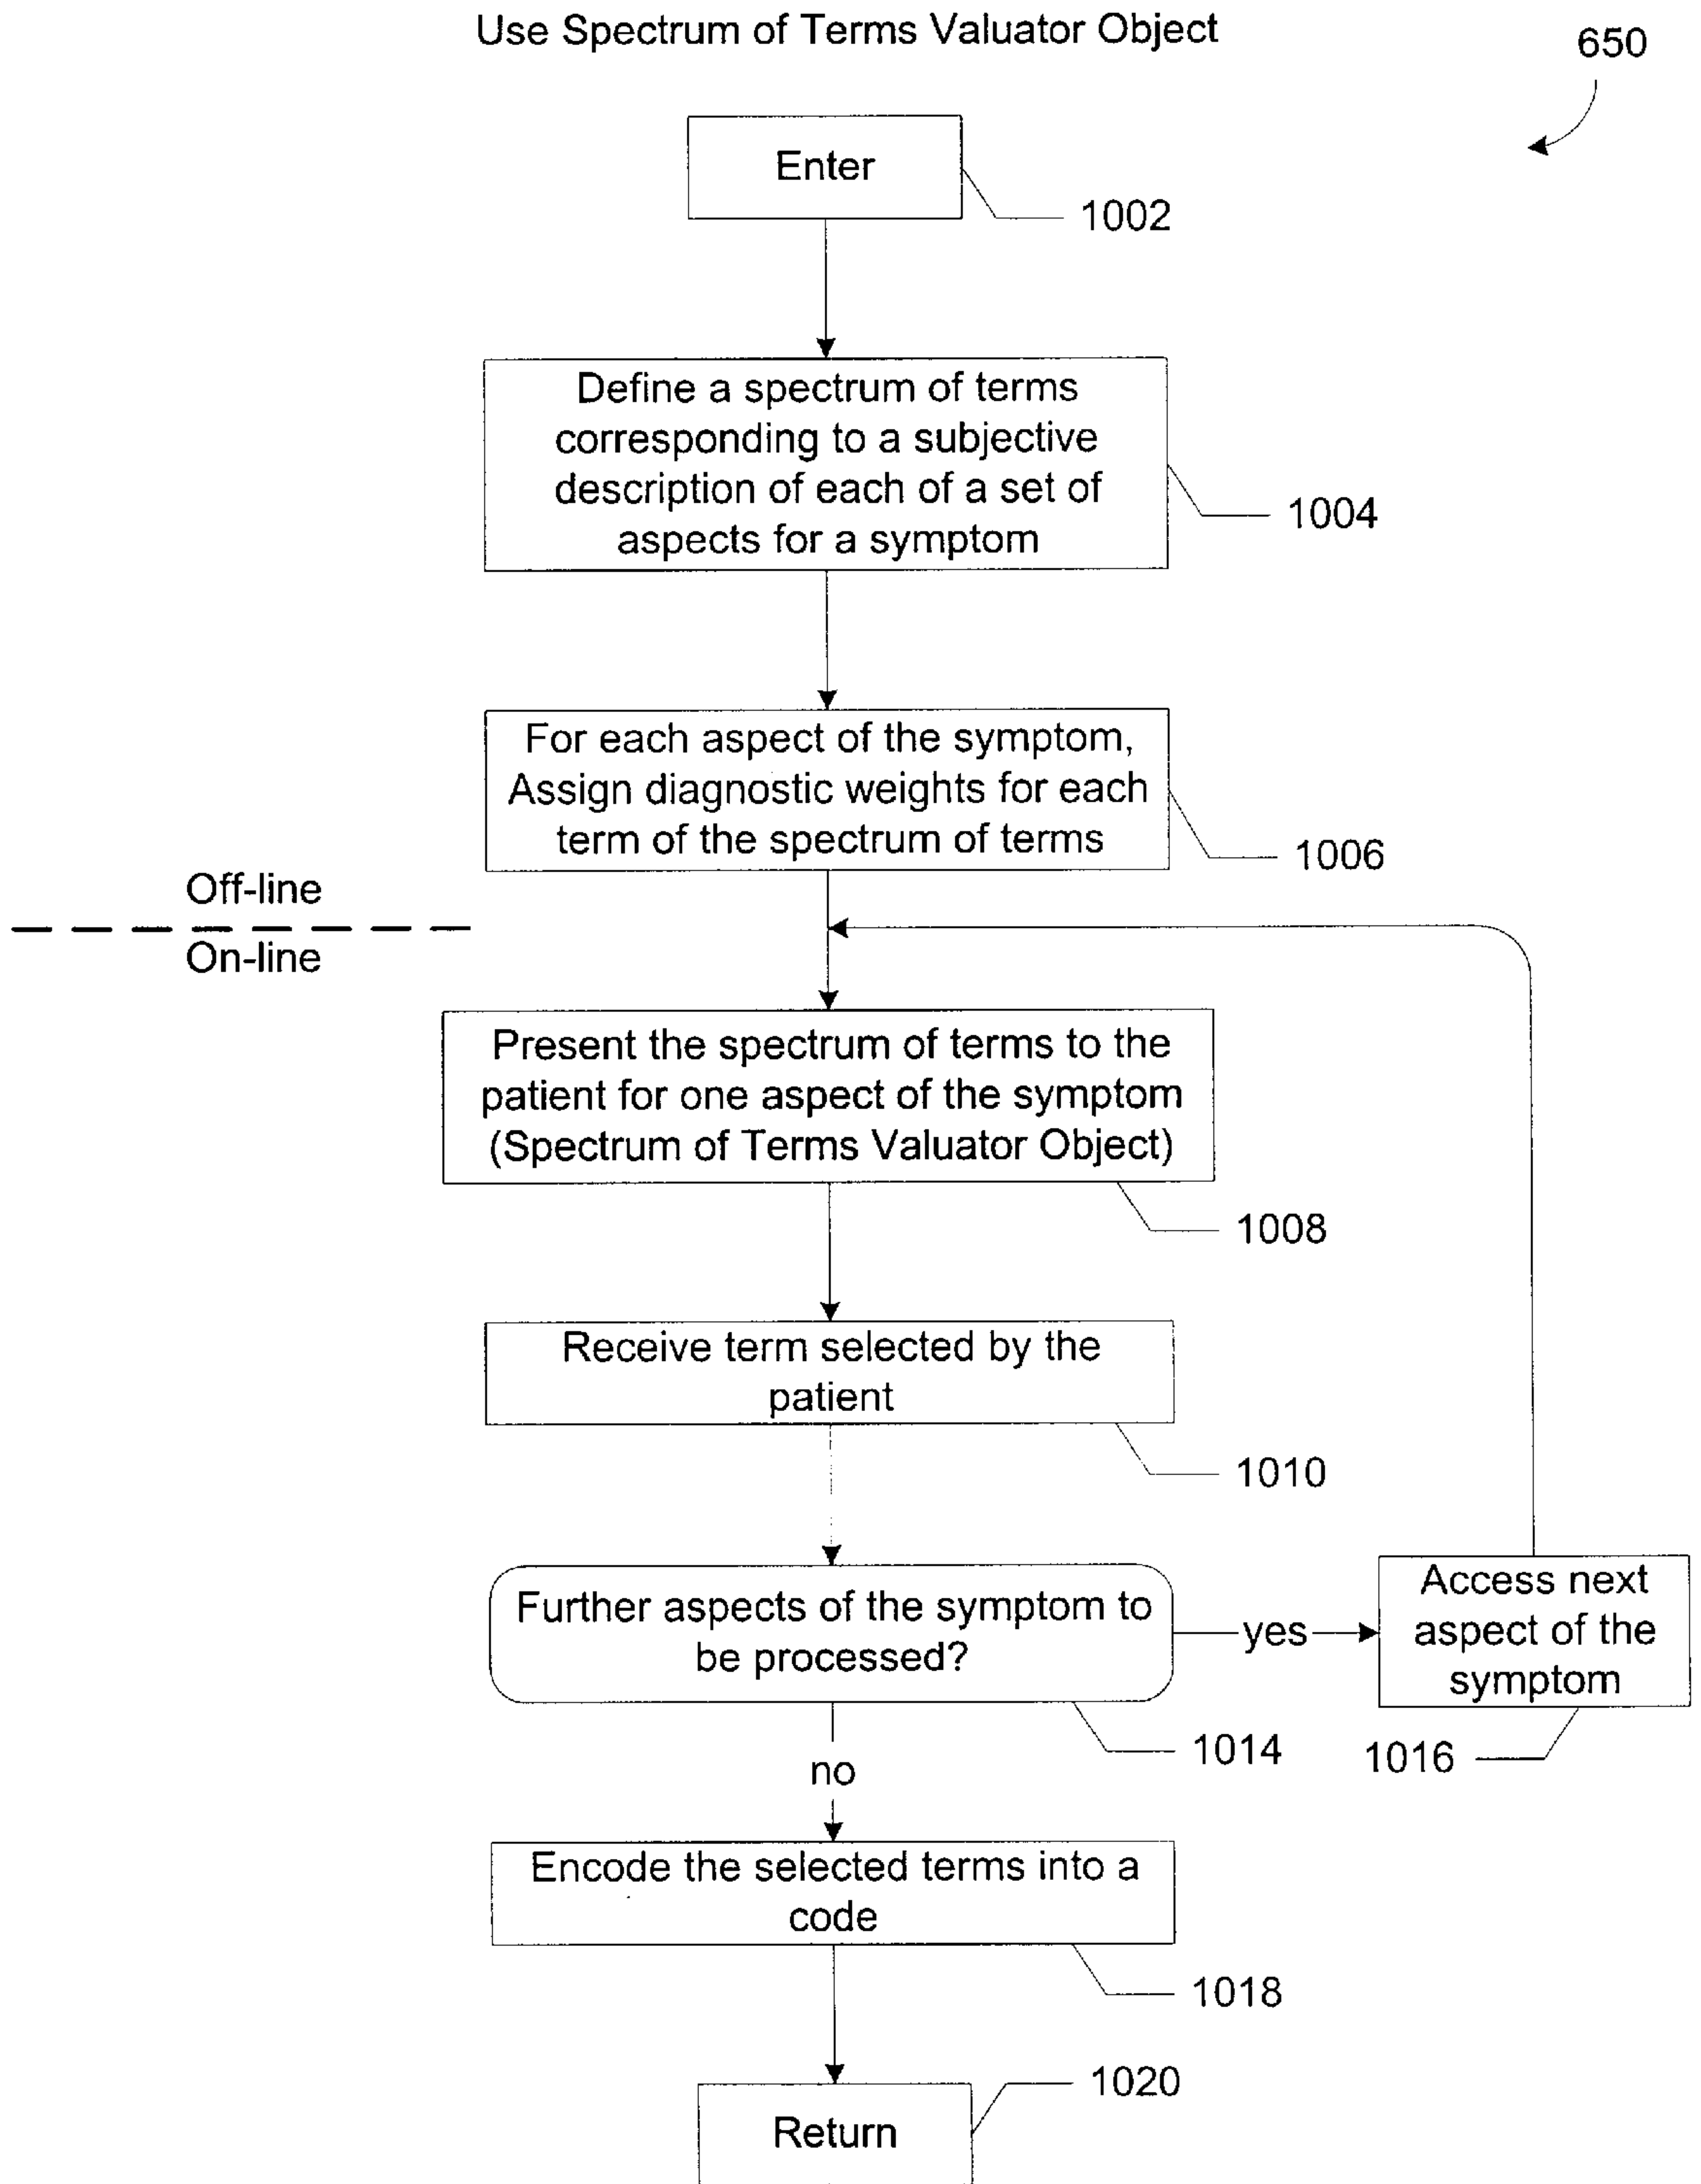 Use Spectrum of Terms Valuator Object
650
Enter
1002
Define a spectrum of terms
corresponding to a subjective
description of each of a set of
aspects for a symptom
1004
For each aspect of the symptom,
Assign diagnostic weights for each
term of the spectrum of terms
1006
Off-line
On-line
Present the spectrum of terms to the
patient for one aspect of the symptom
(Spectrum of Terms Valuator Object)
1008
Receive term selected by the
patient
1010
Further aspects of the symptom to
be processed?
1014
yes
Access next
aspect of the
symptom
1016
no
Encode the selected terms into a
code
1018
Return
1020